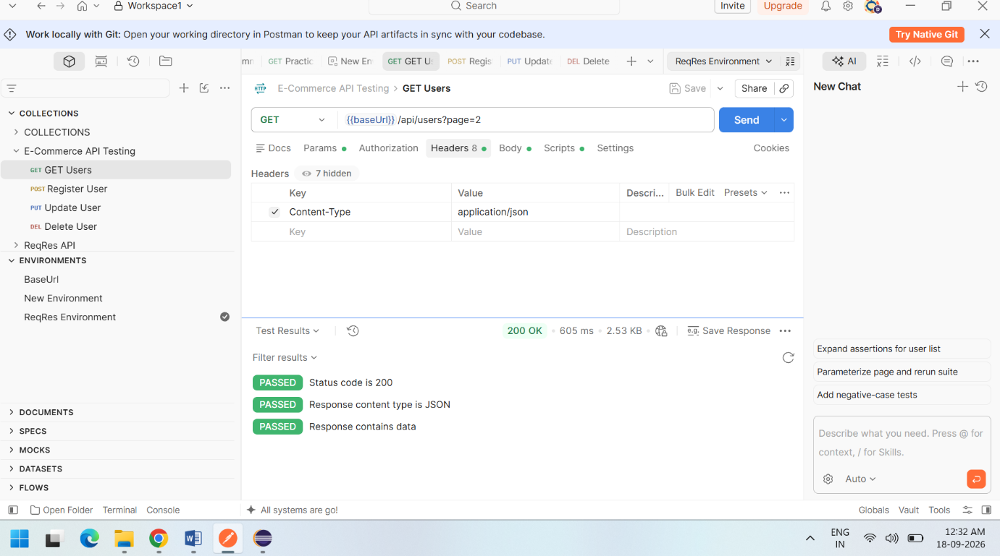 Workspace1
Search
Invite
Upgrade
Work locally with Git: Open your working directory in Postman to keep your API artifacts in sync with your codebase.
Try Native Git
GET Practic
New En
GET GET U
POST Regis
PUT Update
DEL Delete
ReqRes Environment
AI
E-Commerce API Testing > GET Users
Save
Share
New Chat
GET
{{baseUrl}} /api/users?page=2
Send
Docs
Params
Authorization
Headers 8
Body
Scripts
Settings
Cookies
Headers
7 hidden
Key
Value
Descri...
Bulk Edit
Presets
Content-Type
application/json
Key
Value
Description
COLLECTIONS
COLLECTIONS
E-Commerce API Testing
GET GET Users
POST Register User
PUT Update User
DEL Delete User
ReqRes API
ENVIRONMENTS
BaseUrl
New Environment
ReqRes Environment
DOCUMENTS
SPECS
MOCKS
DATASETS
FLOWS
Test Results
200 OK
605 ms
2.53 KB
e.g. Save Response
Filter results
PASSED Status code is 200
PASSED Response content type is JSON
PASSED Response contains data
Expand assertions for user list
Parameterize page and rerun suite
Add negative-case tests
Describe what you need. Press @ for
context, / for Skills.
Auto
Open Folder
Terminal
Console
All systems are go!
Globals
Vault
Tools
ENG
IN
12:32 AM
18-09-2026